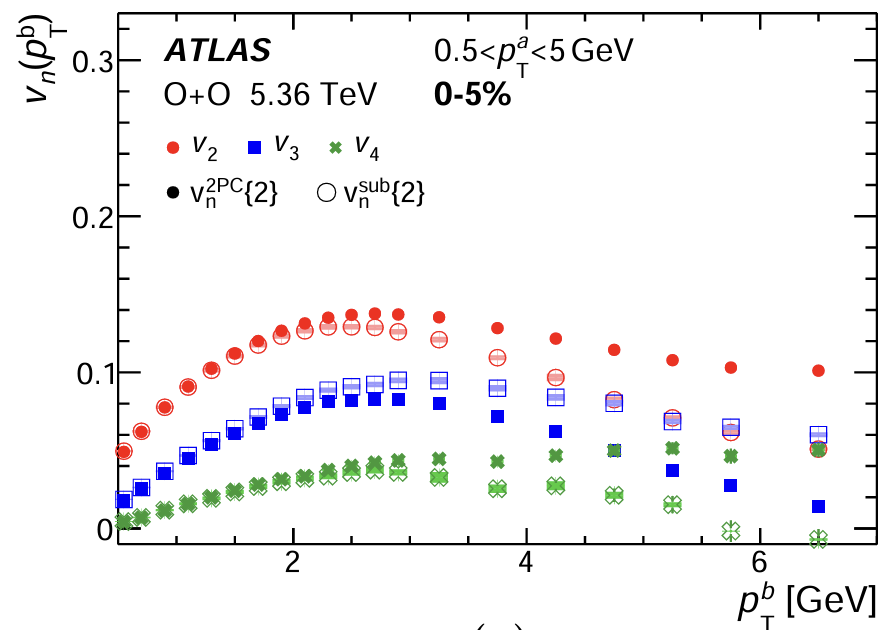 v_n(p_T^b)
0.3
0.2
0.1
0
ATLAS 0.5<p_T^a<5 GeV
O+O 5.36 TeV 0-5%
v_2 v_3 v_4
v_n^2PC{2} v_n^sub{2}
2 4 6
p_T^b [GeV]